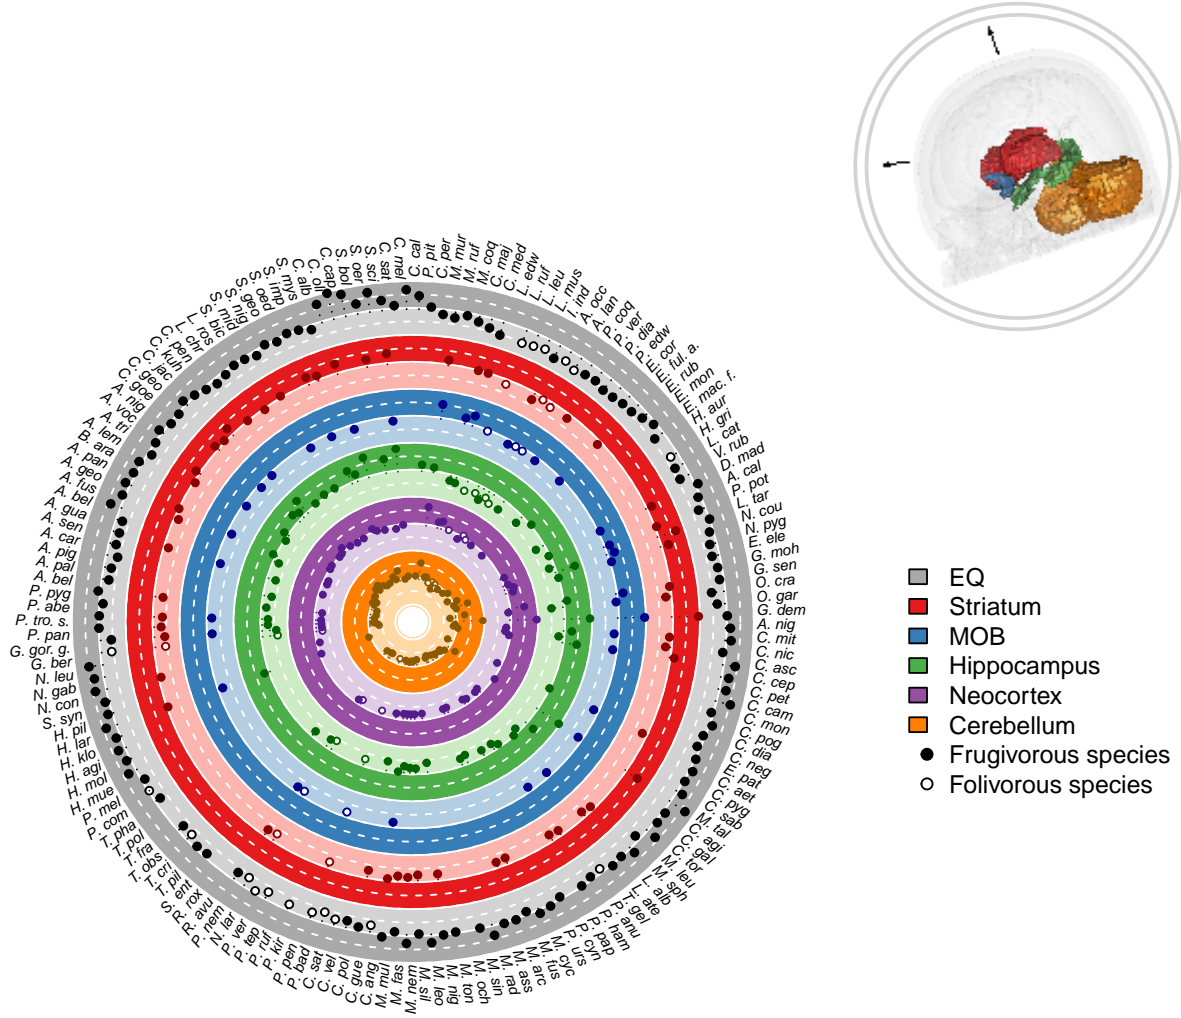 C. cal
P. pit
C. per
M. mur
M. ruf
M. coq
C. maj
C. med
L. edw
L. ruf
L. leu
L. mus
I. ind
A. occ
A. lan
P. coq
P. ver
P. dia
P. edw
E. cor
E. ful. a.
E. rub
E. mon
E. mac. f.
H. aur
H. gri
L. cat
V. rub
D. mad
A. cal
P. pot
L. tar
N. cou
N. pyg
E. ele
G. moh
G. sen
O. cra
O. gar
G. dem
A. nig
C. mit
C. nic
C. asc
C. cep
C. pet
C. cam
C. mon
C. pog
C. dia
C. neg
E. pat
C. aet
C. pyg
C. sab
M. tal
C. agi
C. gal
C. tor
M. leu
M. sph
L. alb
L. ate
T. gel
P. anu
P. ham
P. pap
P. cyn
P. urs
M. cyc
M. fus
M. arc
M. ass
M. rad
M. sin
M. och
M. ton
M. nig
M. leo
M. sil
M. nem
M. fas
M. mul
C. ang
C. gue
C. pol
C. vel
C. sat
P. bad
P. pen
P. kir
P. ruf
P. tep
P. ver
N. lar
P. nem
R. avu
R. rox
S. ent
T. pil
T. cri
T. obs
T. fra
T. pol
T. pha
P. com
P. mel
H. mue
H. mol
H. agi
H. klo
H. lar
H. pil
S. syn
N. con
N. gab
N. leu
G. ber
G. gor. g.
P. pan
P. tro. s.
P. abe
P. pyg
A. bel
A. pal
A. pig
A. car
A. sen
A. gua
A. bel
A. fus
A. geo
A. pan
B. ara
A. lem
A. tri
A. voc
A. nig
C. goe
C. geo
C. jac
C. kuh
C. pen
L. chr
L. ros
S. bic
S. mid
S. nig
S. geo
S. oed
S. imp
S. mys
C. alb
C. oli
C. cap
S. bol
S. oer
S. sci
C. sat
C. mel
EQ
Striatum
MOB
Hippocampus
Neocortex
Cerebellum
Frugivorous species
Folivorous species